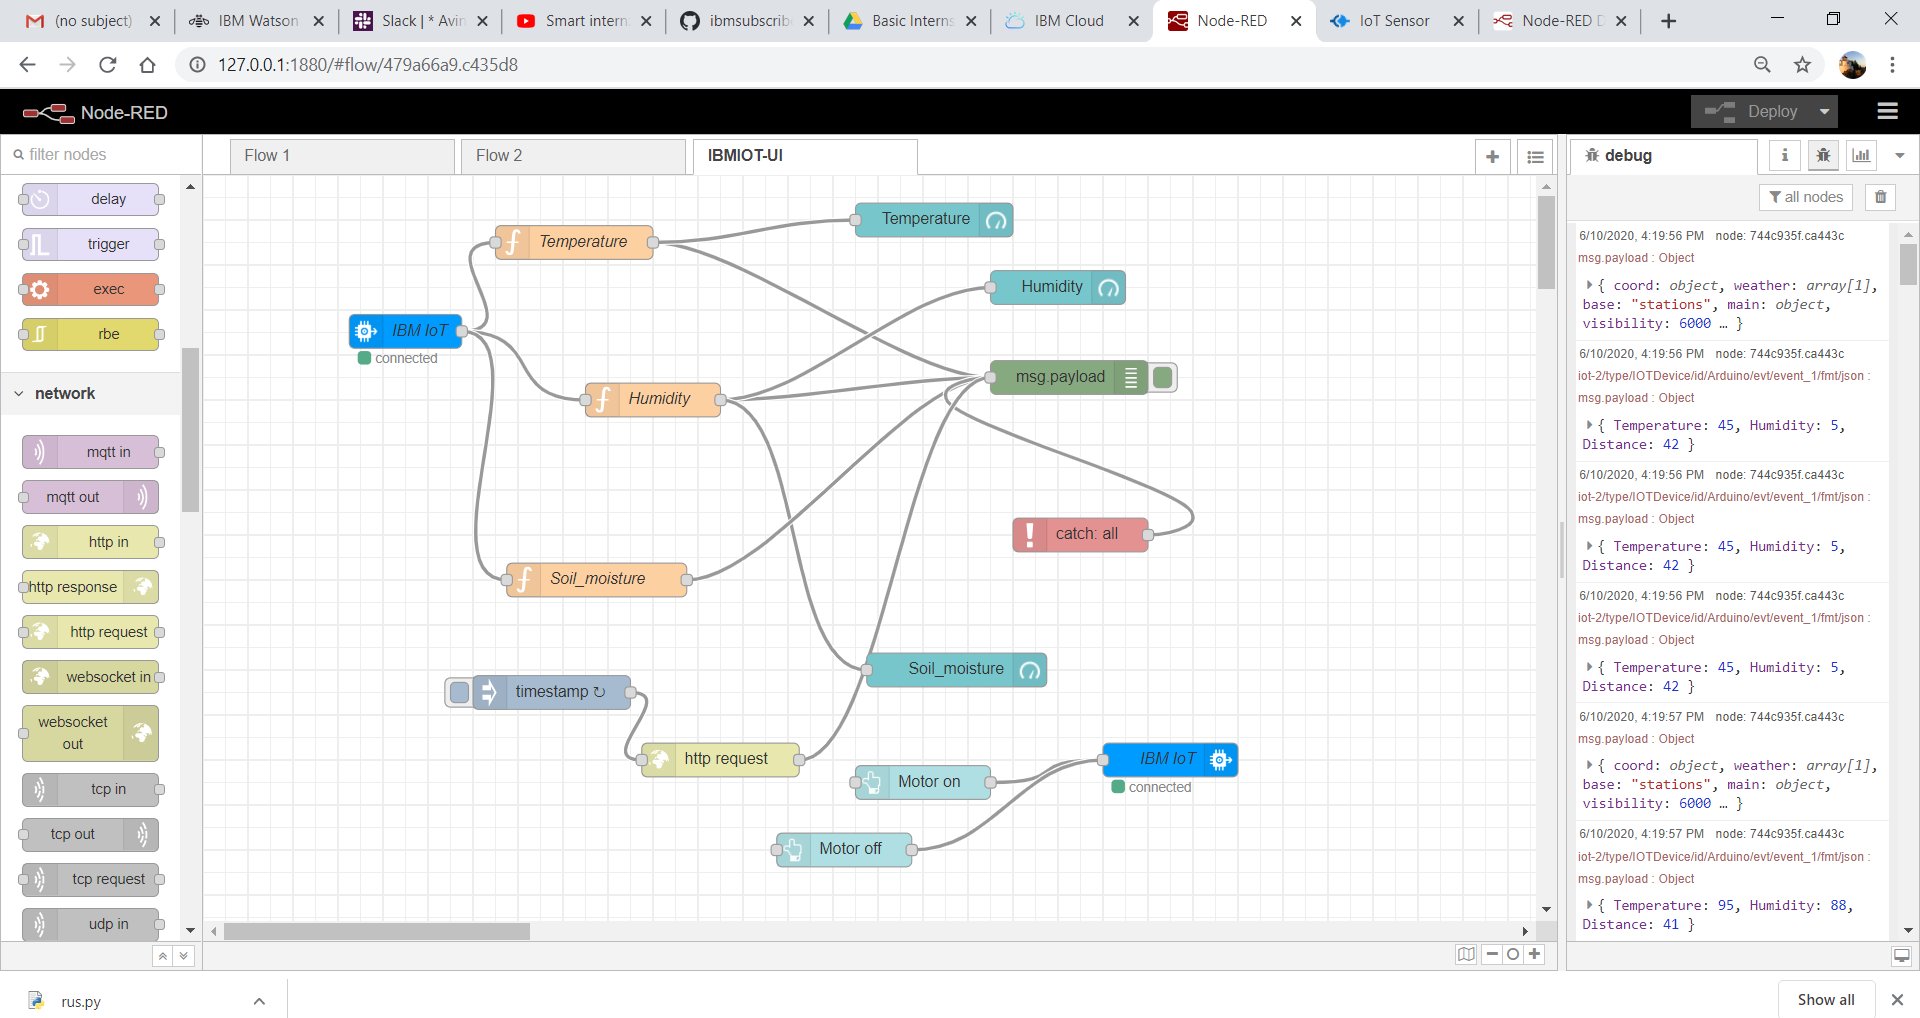 (no subject)
IBM Watson
Slack | * Avin
Smart intern
ibmsubscrib
Basic Interns
IBM Cloud
Node-RED
IoT Sensor
Node-RED D
127.0.0.1:1880/#flow/479a66a9.c435d8
Node-RED
Deploy
filter nodes
delay
trigger
exec
rbe
network
mqtt in
mqtt out
http in
http response
http request
websocket in
websocket
out
tcp in
tcp out
tcp request
udp in
Flow 1
Flow 2
IBMIOT-UI
Temperature
Temperature
Humidity
IBM IoT
connected
msg.payload
Humidity
catch: all
Soil_moisture
Soil_moisture
timestamp ↻
http request
IBM IoT
connected
Motor on
Motor off
debug
all nodes
6/10/2020, 4:19:56 PM node: 744c935f.ca443c
msg.payload : Object
{ coord: object, weather: array[1],
base: "stations", main: object,
visibility: 6000 … }
6/10/2020, 4:19:56 PM node: 744c935f.ca443c
iot-2/type/IOTDevice/id/Arduino/evt/event_1/fmt/json :
msg.payload : Object
{ Temperature: 45, Humidity: 5,
Distance: 42 }
6/10/2020, 4:19:56 PM node: 744c935f.ca443c
iot-2/type/IOTDevice/id/Arduino/evt/event_1/fmt/json :
msg.payload : Object
{ Temperature: 45, Humidity: 5,
Distance: 42 }
6/10/2020, 4:19:56 PM node: 744c935f.ca443c
iot-2/type/IOTDevice/id/Arduino/evt/event_1/fmt/json :
msg.payload : Object
{ Temperature: 45, Humidity: 5,
Distance: 42 }
6/10/2020, 4:19:57 PM node: 744c935f.ca443c
msg.payload : Object
{ coord: object, weather: array[1],
base: "stations", main: object,
visibility: 6000 … }
6/10/2020, 4:19:57 PM node: 744c935f.ca443c
iot-2/type/IOTDevice/id/Arduino/evt/event_1/fmt/json :
msg.payload : Object
{ Temperature: 95, Humidity: 88,
Distance: 41 }
rus.py
Show all